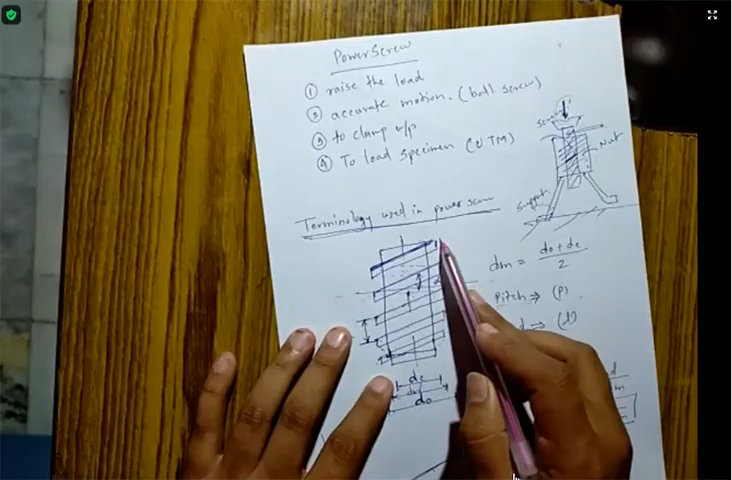 Power Screw
① raise the load
② accurate motion. (ball screw)
③ to clamp w/p
④ To load specimen (UTM)
Nut
support
Terminology used in power screw
dm = do + dc
2
Pitch → (p)
→ (l)
dc
dm
do